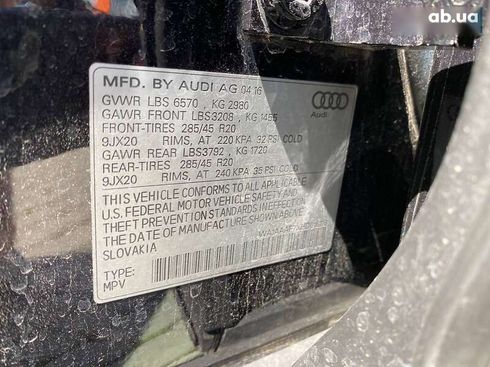 ab.ua
MFD. BY AUDI AG 04.16
GVWR LBS 6570 , KG 2980
GAWR FRONT LBS3208 , KG 1455
FRONT-TIRES 285/45 R20
9JX20 RIMS, AT 220 KPA 32 PSI COLD
GAWR REAR LBS3792 , KG 1720
REAR-TIRES 285/45 R20
9JX20 RIMS, AT 240 KPA 35 PSI COLD
THIS VEHICLE CONFORMS TO ALL APPLICABLE
U.S. FEDERAL MOTOR VEHICLE SAFETY AND
THEFT PREVENTION STANDARDS IN EFFECT ON
THE DATE OF MANUFACTURE SHOWN ABOVE
SLOVAKIA
TYPE:
MPV
Audi